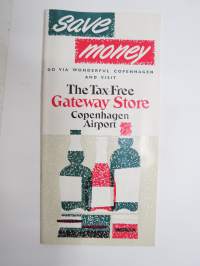 save
money
GO VIA WONDERFUL COPENHAGEN
AND VISIT
The Tax-Free
Gateway Store
Copenhagen
Airport